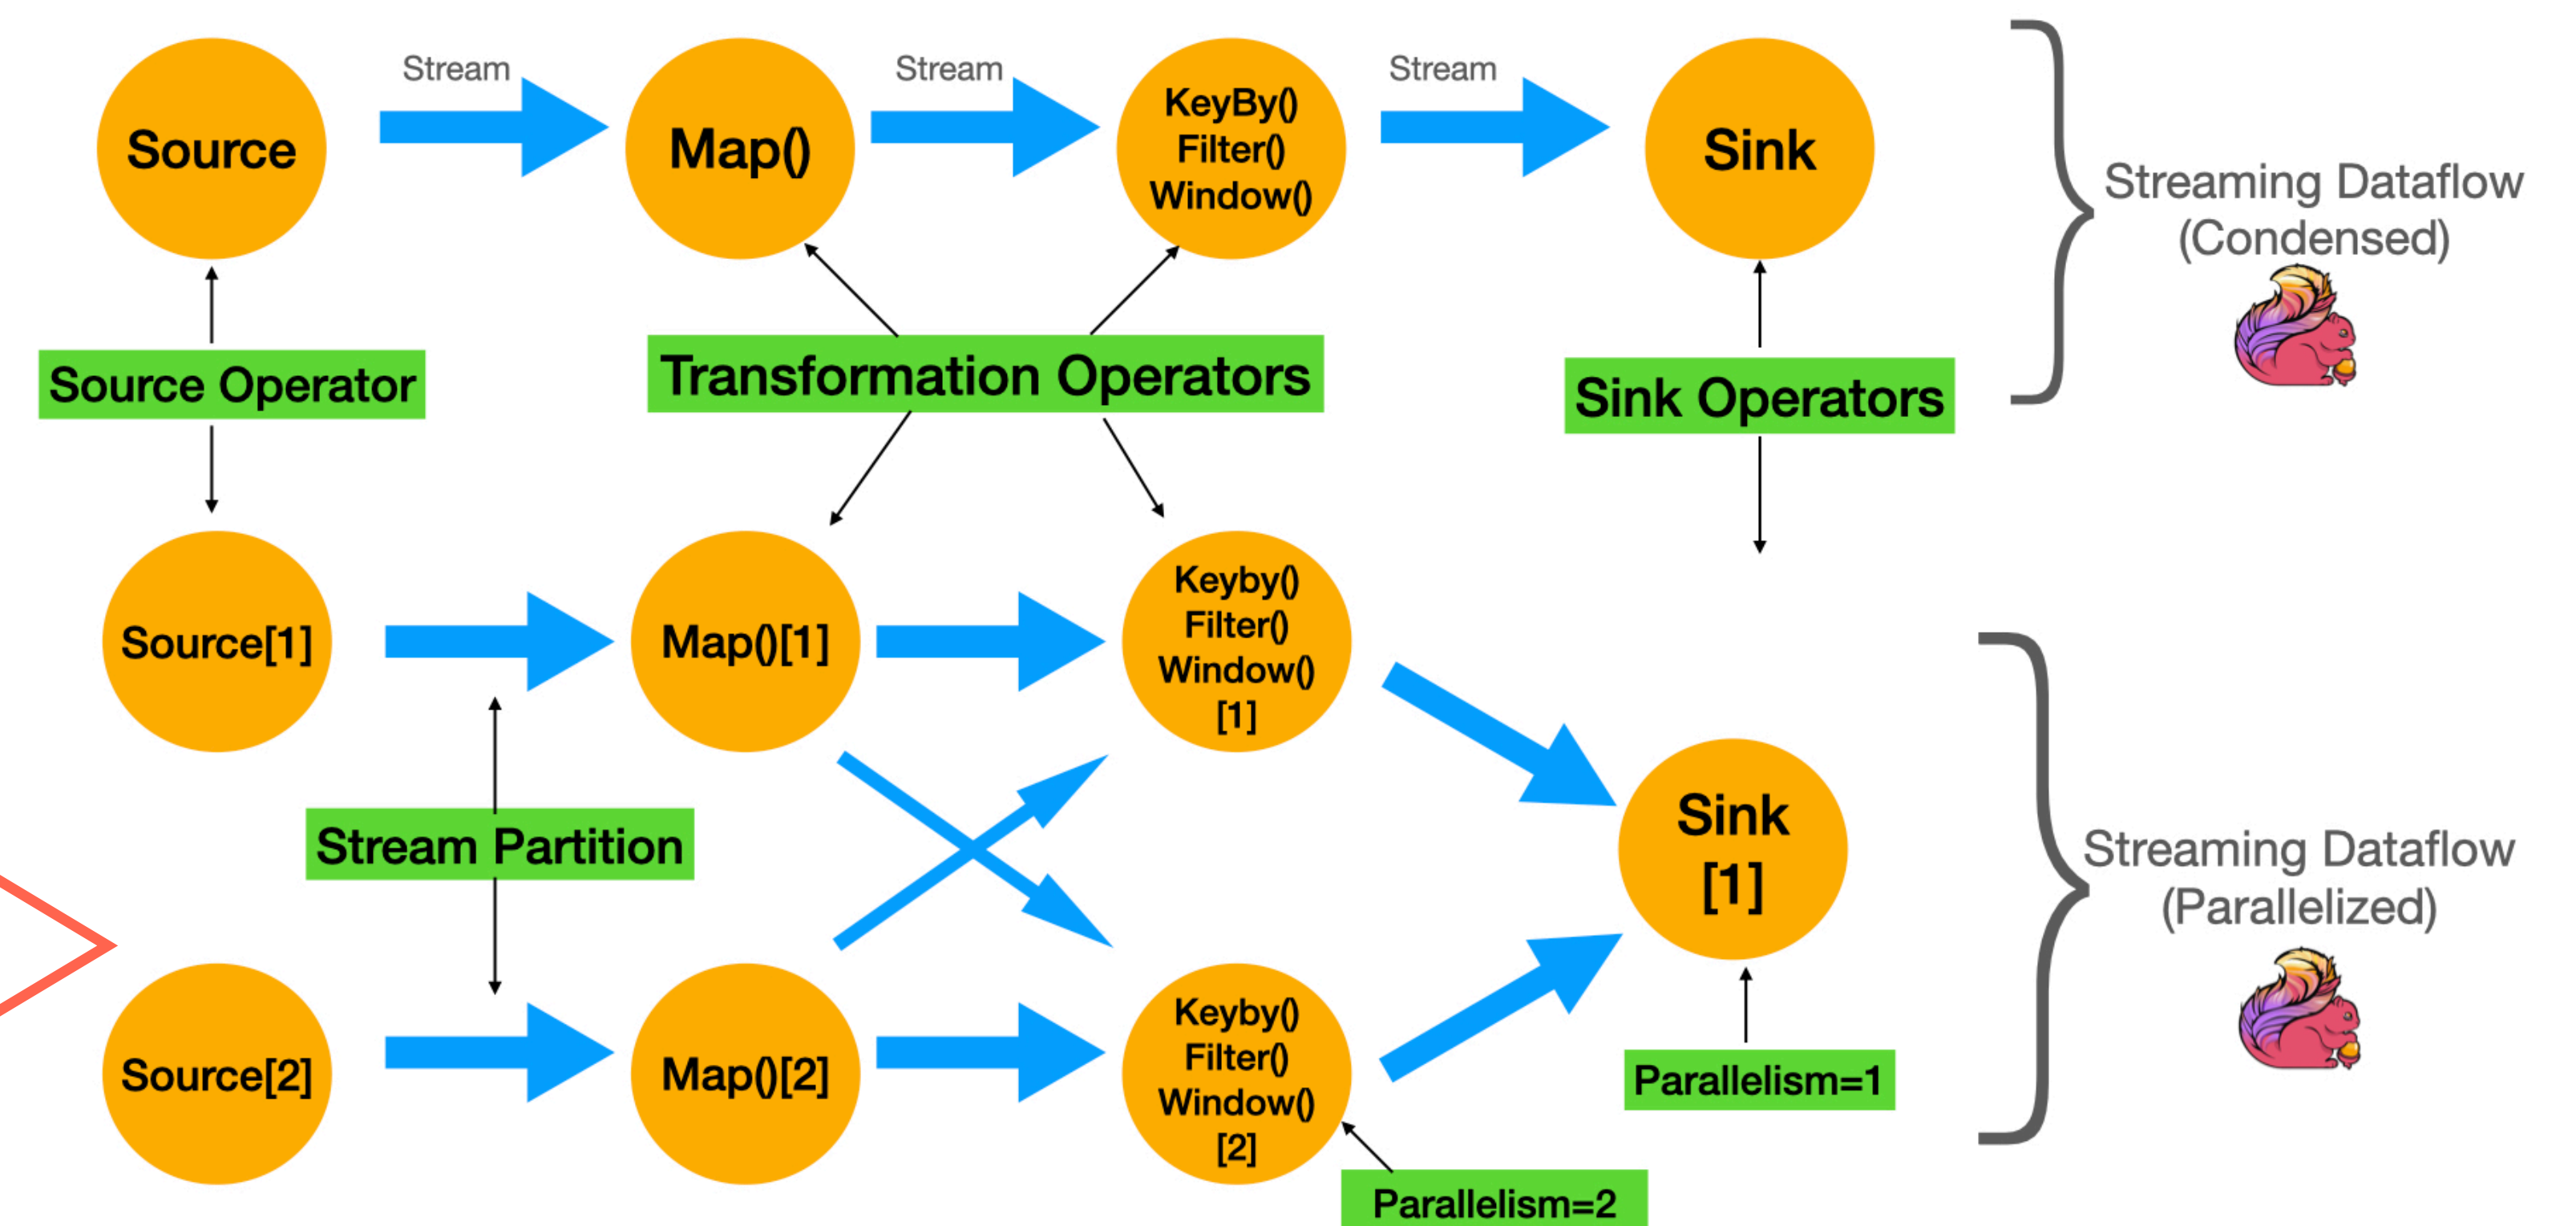 Stream
Stream
Stream
Source
Map()
KeyBy()
Filter()
Window()
Sink
Streaming Dataflow
(Condensed)
Source Operator
Transformation Operators
Sink Operators
Source[1]
Map()[1]
Keyby()
Filter()
Window()
[1]
Stream Partition
Sink
[1]
Streaming Dataflow
(Parallelized)
Source[2]
Map()[2]
Keyby()
Filter()
Window()
[2]
Parallelism=1
Parallelism=2